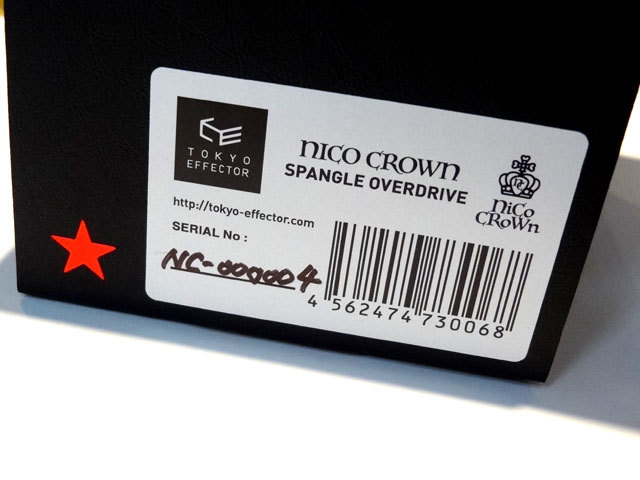 TOKYO
EFFECTOR
NICO CROWN
SPANGLE OVERDRIVE
NiCo
CRoWn
http://tokyo-effector.com
SERIAL No :
NC-000004
4 562474 730068